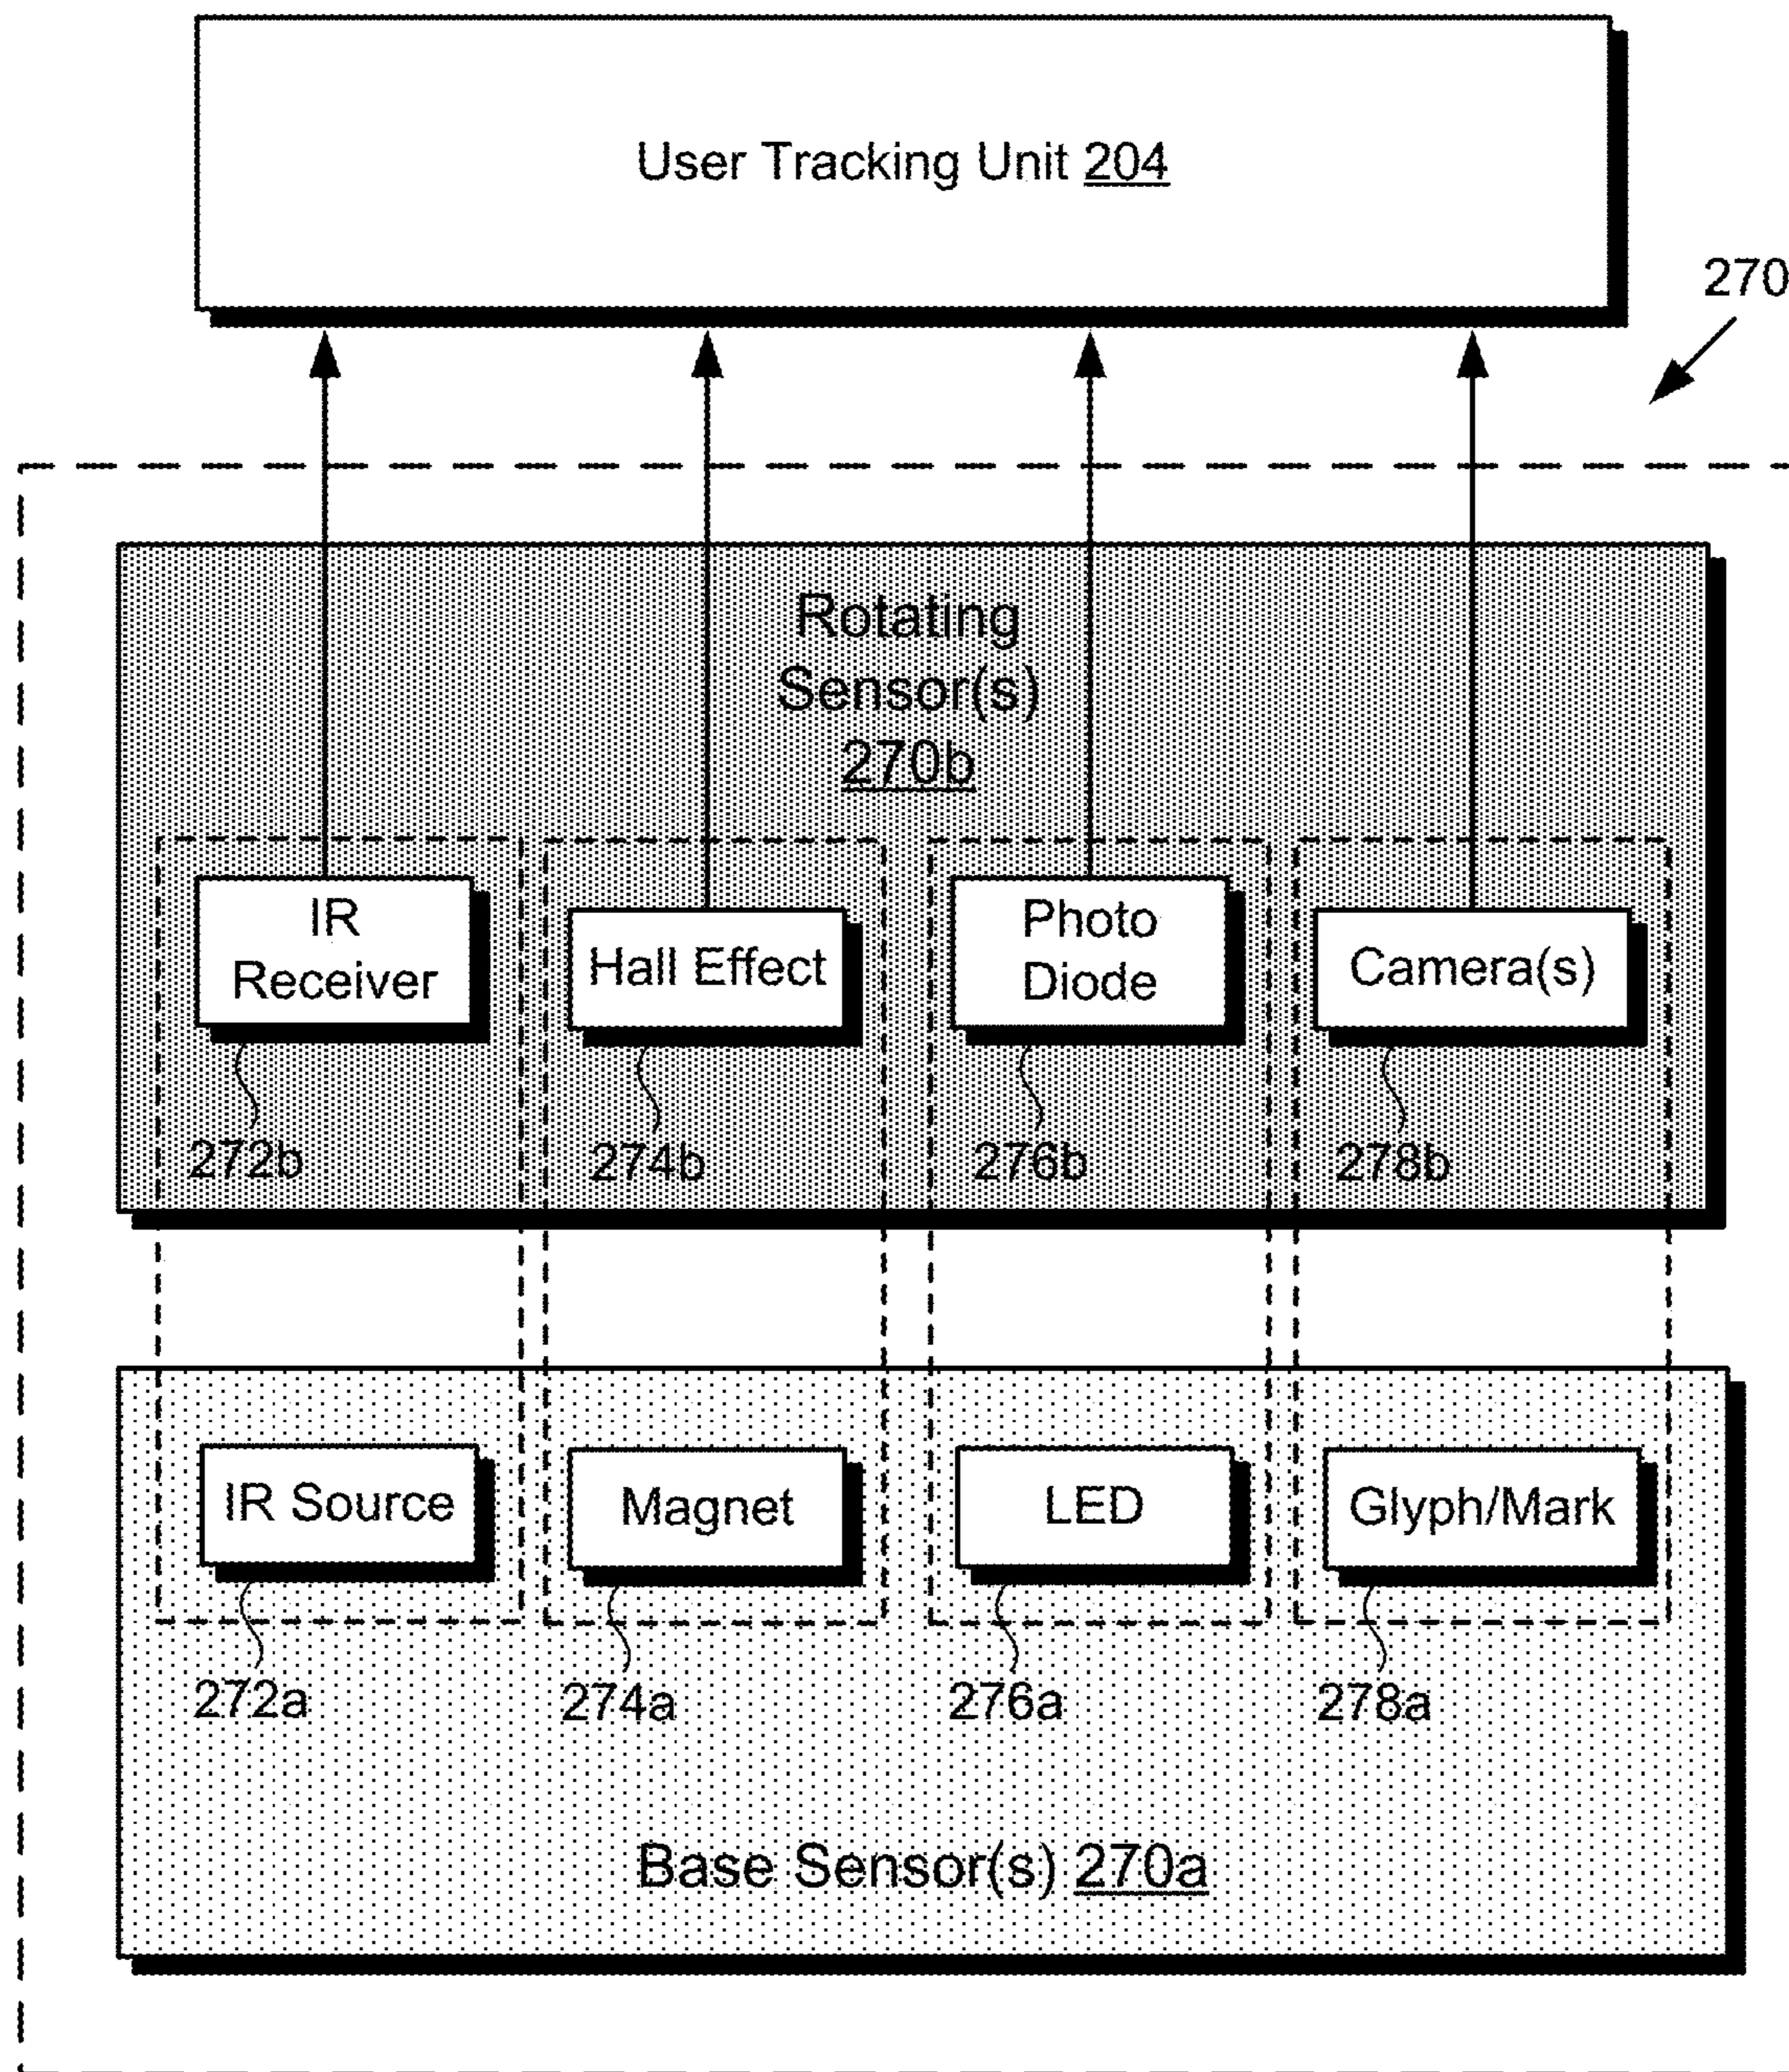 User Tracking Unit 204
270
Rotating
Sensor(s)
270b
IR
Receiver
Hall Effect
Photo
Diode
Camera(s)
272b
274b
276b
278b
IR Source
Magnet
LED
Glyph/Mark
272a
274a
276a
278a
Base Sensor(s) 270a